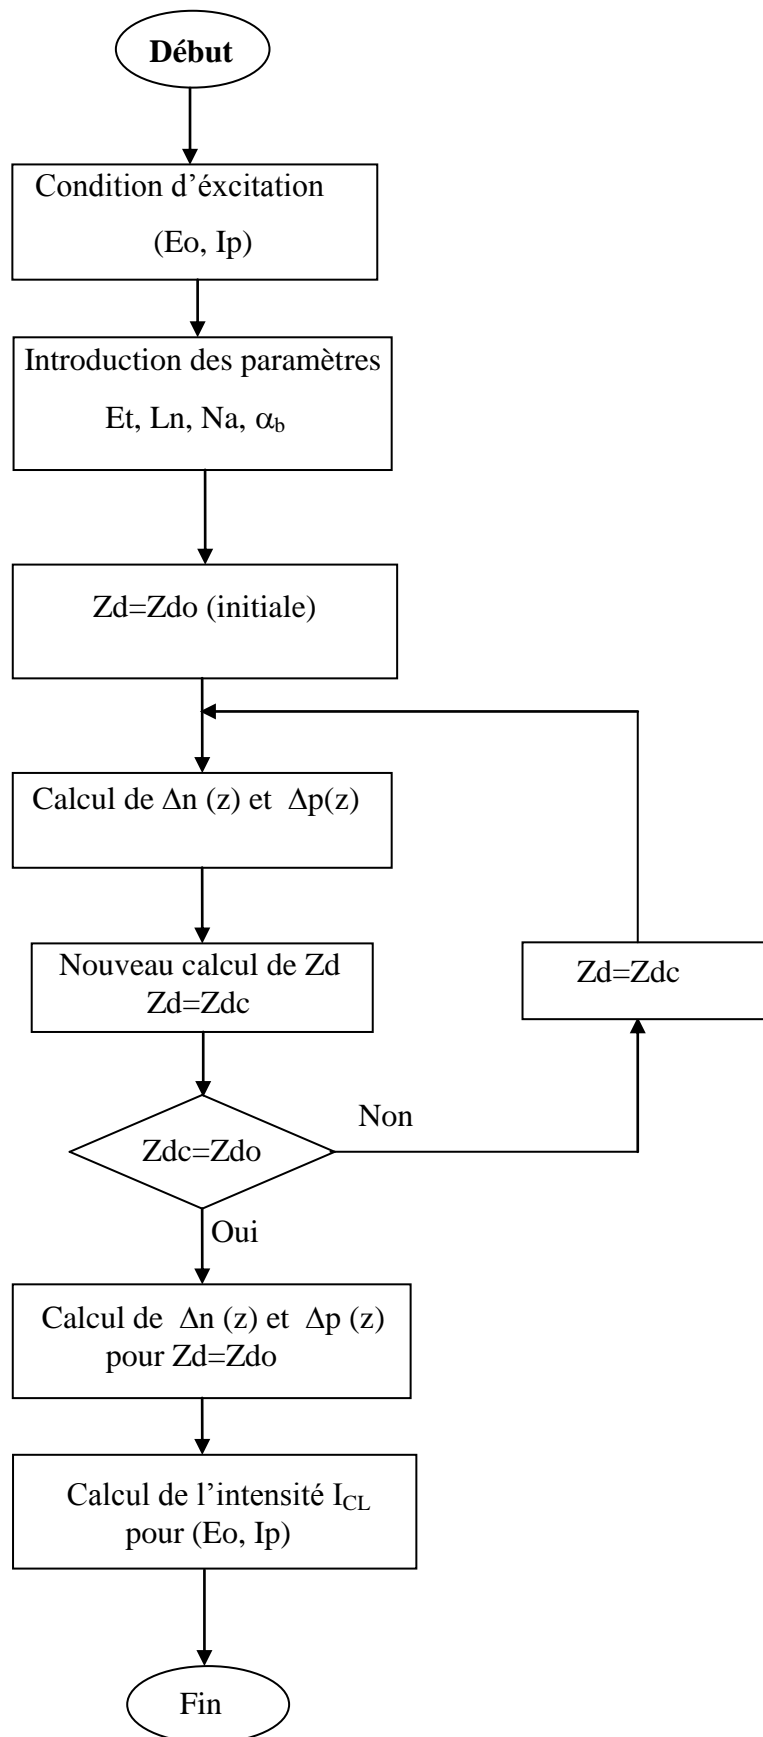 Début
Condition d’éxcitation
(Eo, Ip)
Introduction des paramètres
Et, Ln, Na, αb
Zd=Zdo (initiale)
Calcul de Δn (z) et Δp(z)
Nouveau calcul de Zd
Zd=Zdc
Zd=Zdc
Non
Zdc=Zdo
Oui
Calcul de Δn (z) et Δp (z)
pour Zd=Zdo
Calcul de l’intensité ICL
pour (Eo, Ip)
Fin